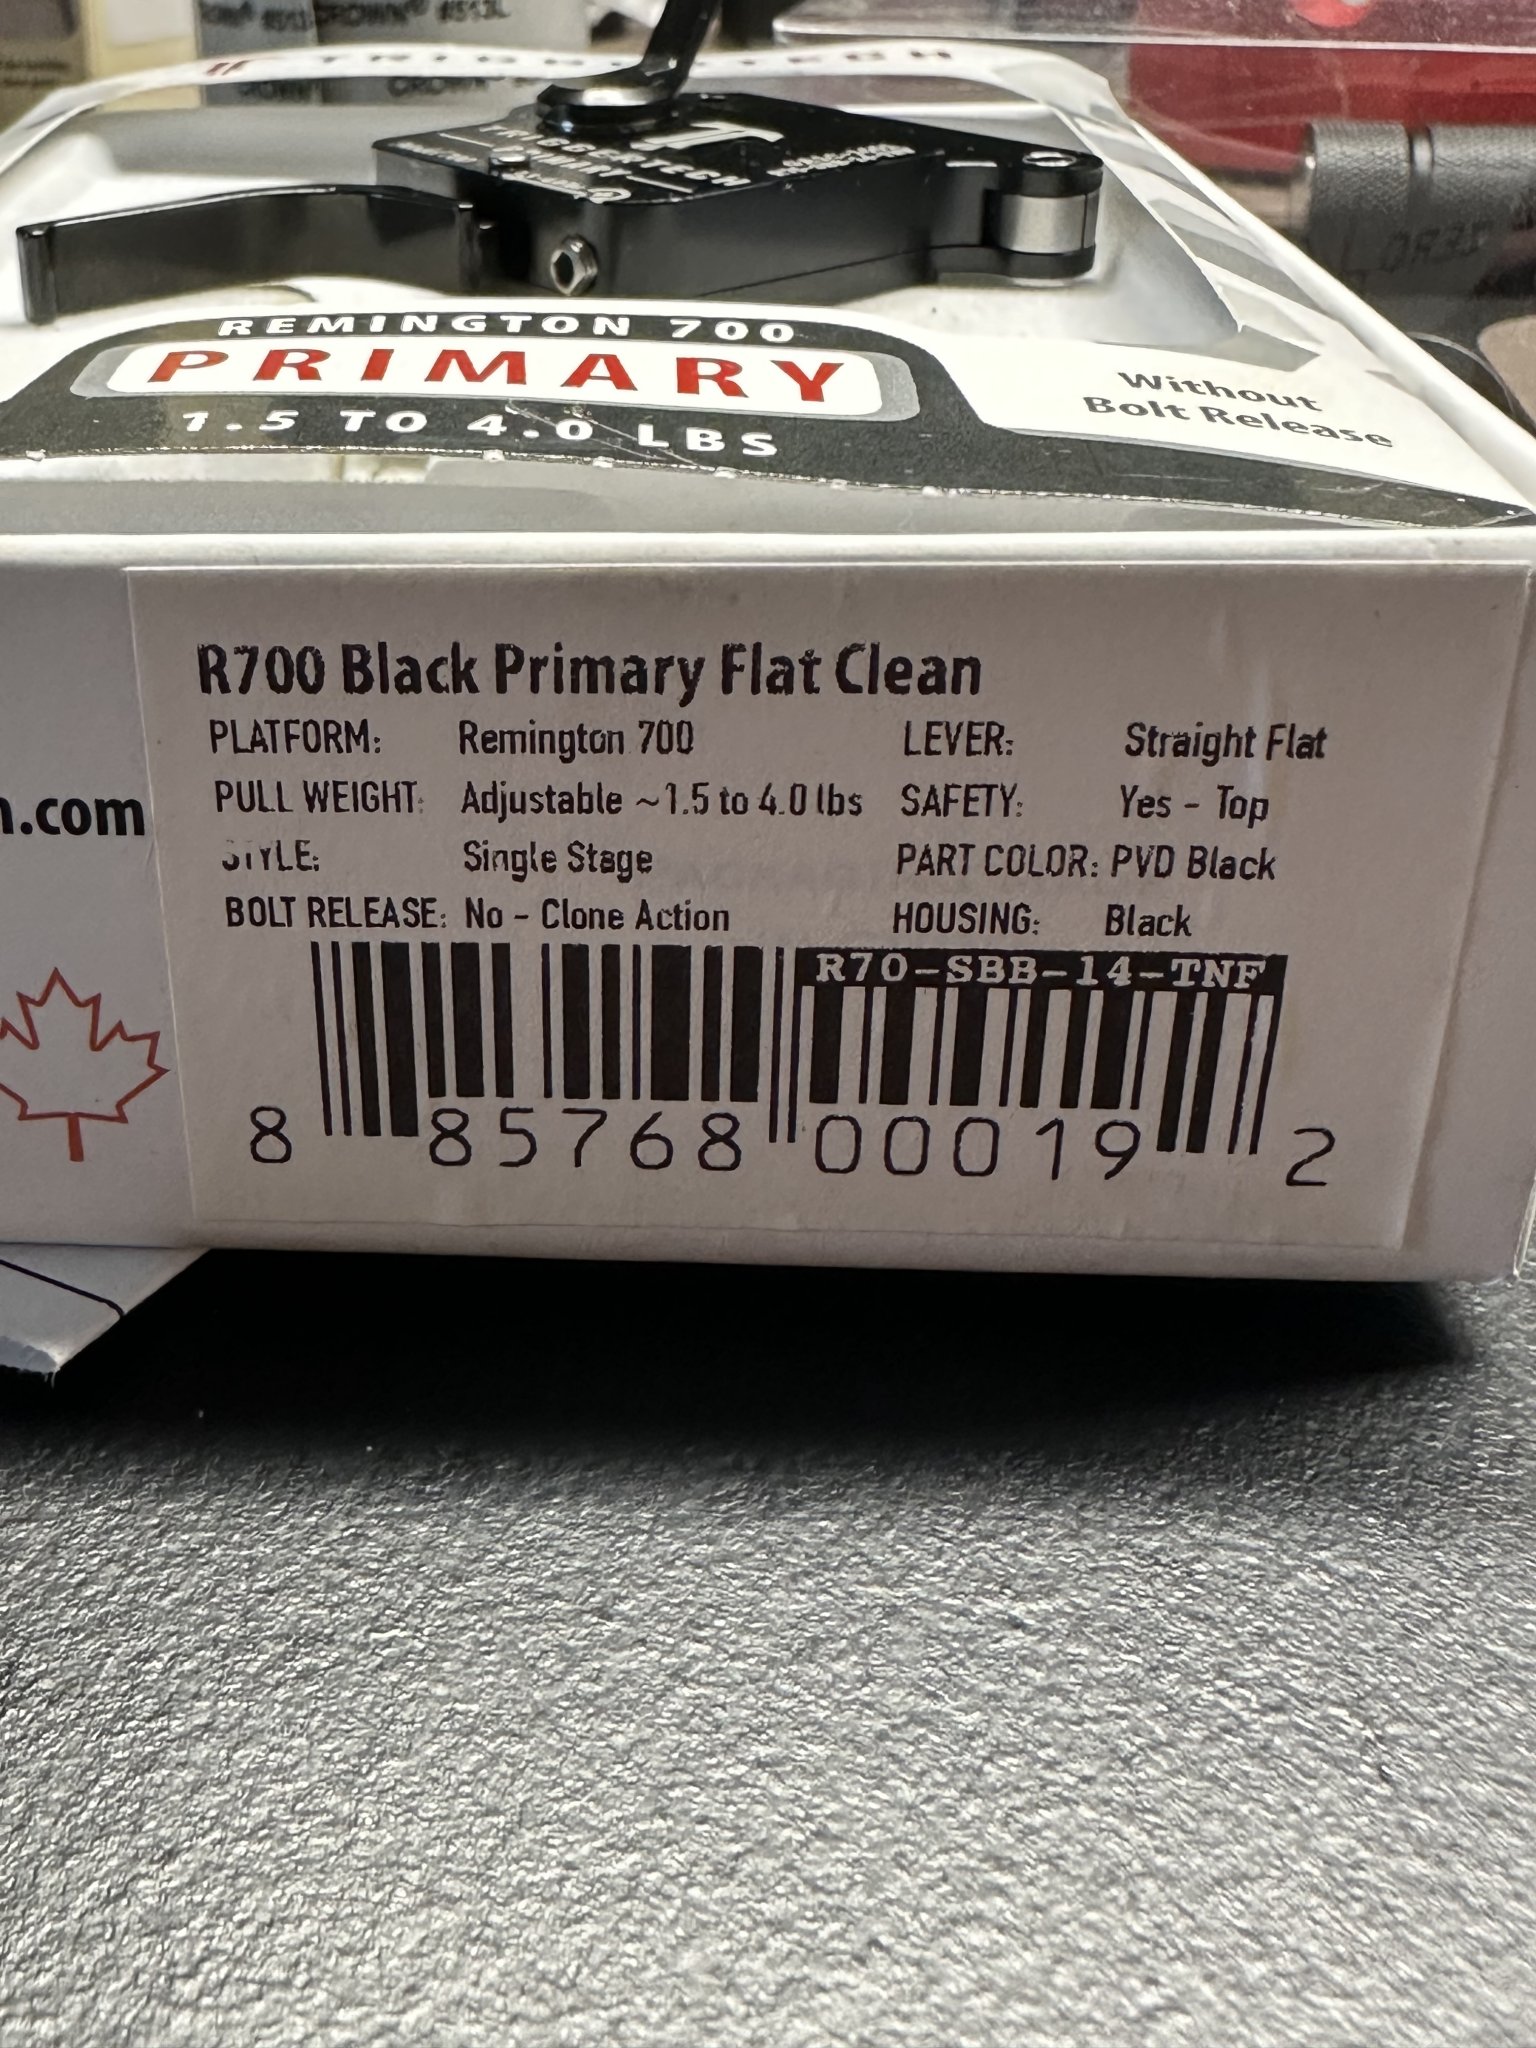 CROWN
TRIGGERTECH
TRIGGERTECH
REMINGTON 700
PRIMARY
1.5 TO 4.0 LBS
Without
Bolt Release
R700 Black Primary Flat Clean
PLATFORM: Remington 700 LEVER: Straight Flat
PULL WEIGHT: Adjustable ~1.5 to 4.0 lbs SAFETY: Yes - Top
STYLE: Single Stage PART COLOR: PVD Black
BOLT RELEASE: No - Clone Action HOUSING: Black
.com
R70-SBB-14-TNF
8 85768 00019 2